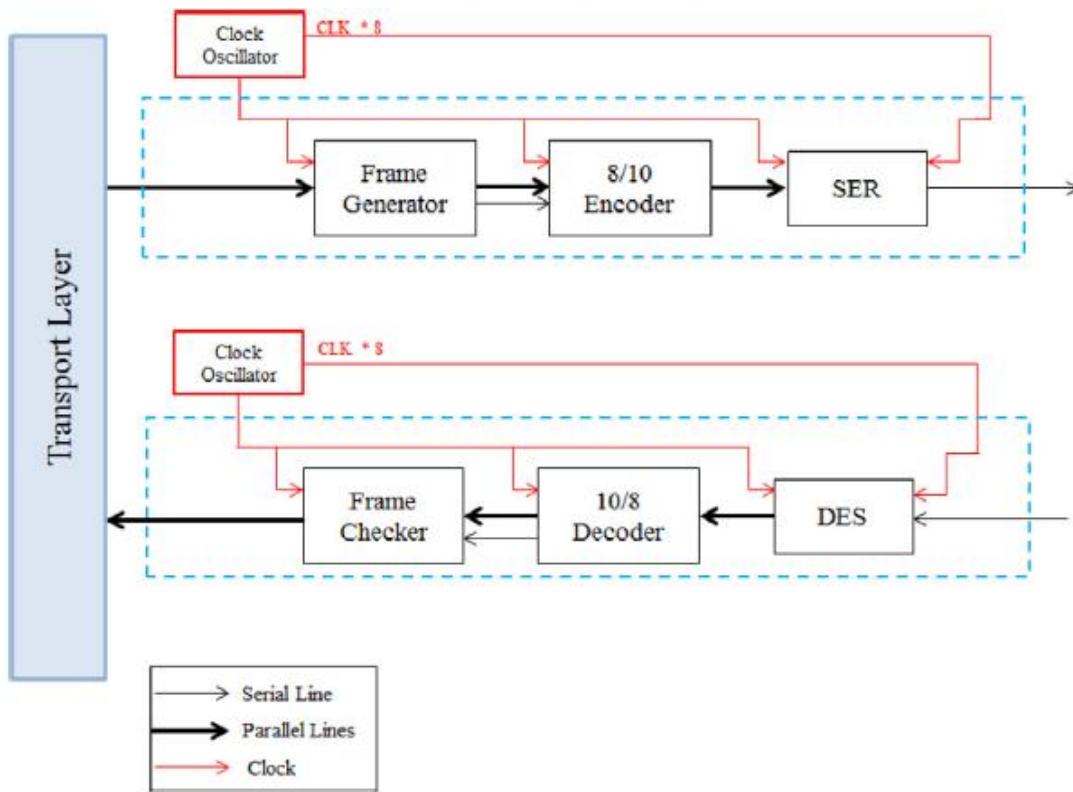 Clock
Oscillator
CLK * 8
Frame
Generator
8/10
Encoder
SER
Transport Layer
Clock
Oscillator
CLK * 8
Frame
Checker
10/8
Decoder
DES
Serial Line
Parallel Lines
Clock